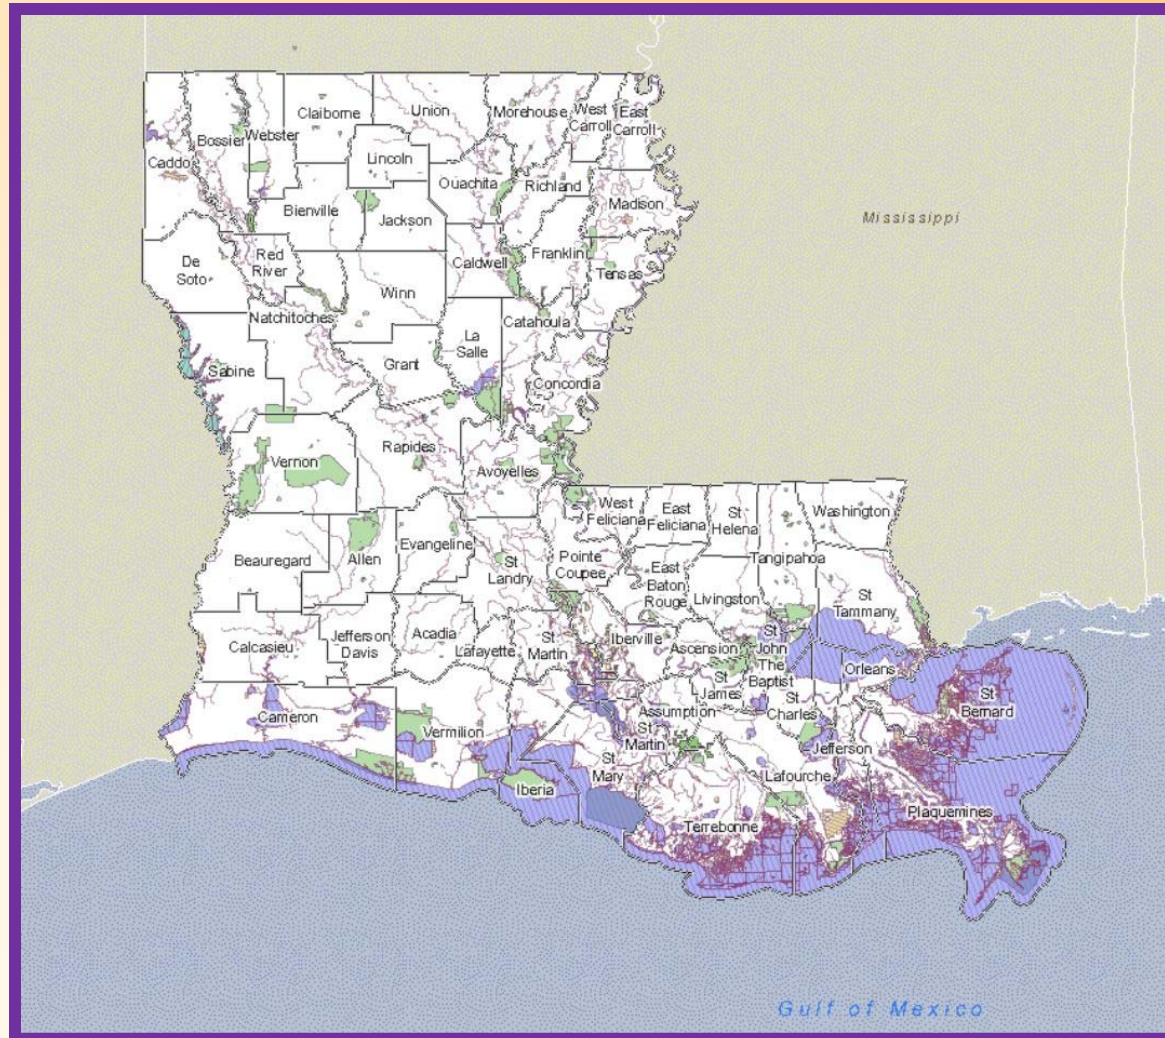 Claiborne
Union
Morehouse
West
Carroll
East
Carroll
Bossier
Webster
Caddo
Lincoln
Ouachita
Richland
Madison
Bienville
Jackson
Mississippi
De
Soto
Red
River
Caldwell
Franklin
Tensas
Winn
Natchitoches
Catahoula
La
Salle
Grant
Sabine
Concordia
Rapides
Vernon
Avoyelles
West
Feliciana
East
Feliciana
St
Helena
Washington
Tangipahoa
Beauregard
Allen
Evangeline
St
Landry
Pointe
Coupee
East
Baton
Rouge
Livingston
St
Tammany
Calcasieu
Jefferson
Davis
Acadia
Lafayette
St
Martin
Iberville
Ascension
St
John
The
Baptist
Orleans
St
James
Cameron
Vermilion
Assumption
St
Charles
St
Bernard
St
Martin
Jefferson
St
Mary
Lafourche
Iberia
Terrebonne
Plaquemines
Gulf of Mexico